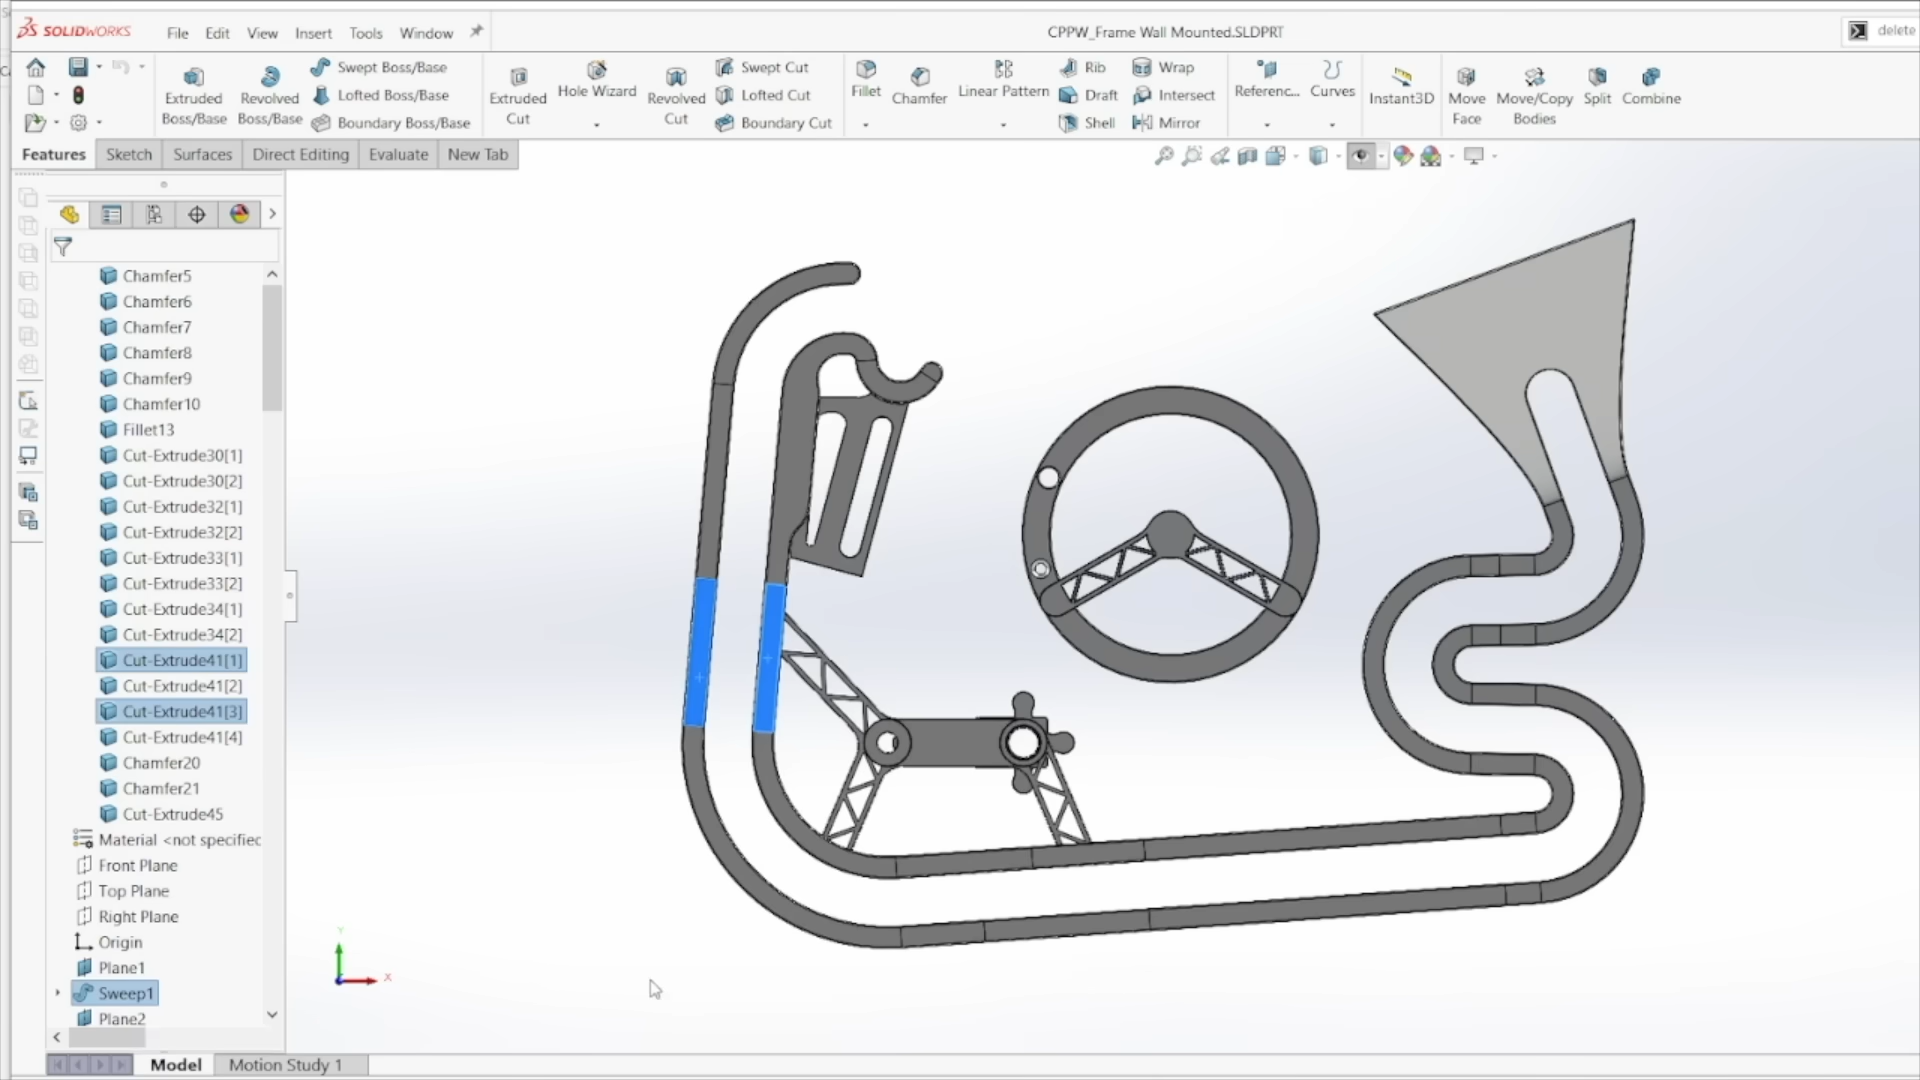 SOLIDWORKS File Edit View Insert Tools Window CPPW_Frame Wall Mounted.SLDPRT delete
Extruded Boss/Base
Revolved Boss/Base
Swept Boss/Base
Lofted Boss/Base
Boundary Boss/Base
Extruded Cut
Hole Wizard
Revolved Cut
Swept Cut
Lofted Cut
Boundary Cut
Fillet
Chamfer
Linear Pattern
Rib
Draft
Shell
Wrap
Intersect
Mirror
Referenc...
Curves
Instant3D
Move Face
Move/Copy Bodies
Split
Combine
Features Sketch Surfaces Direct Editing Evaluate New Tab
Chamfer5
Chamfer6
Chamfer7
Chamfer8
Chamfer9
Chamfer10
Fillet13
Cut-Extrude30[1]
Cut-Extrude30[2]
Cut-Extrude32[1]
Cut-Extrude32[2]
Cut-Extrude33[1]
Cut-Extrude33[2]
Cut-Extrude34[1]
Cut-Extrude34[2]
Cut-Extrude41[1]
Cut-Extrude41[2]
Cut-Extrude41[3]
Cut-Extrude41[4]
Chamfer20
Chamfer21
Cut-Extrude45
Material <not specified
Front Plane
Top Plane
Right Plane
Origin
Plane1
Sweep1
Plane2
Y
X
Model Motion Study 1